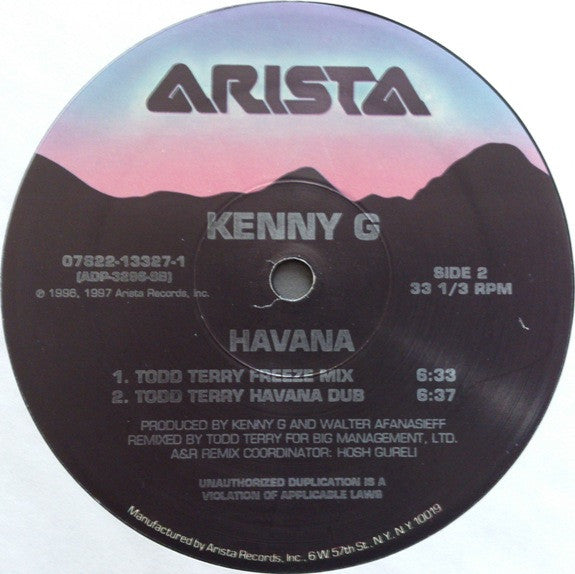 ARISTA
KENNY G
07822-13327-1
(ADP-3296-SB)
℗ 1996, 1997 Arista Records, Inc.
SIDE 2
33 1/3 RPM
HAVANA
1. TODD TERRY FREEZE MIX 6:33
2. TODD TERRY HAVANA DUB 6:37
PRODUCED BY KENNY G AND WALTER AFANASIEFF
REMIXED BY TODD TERRY FOR BIG MANAGEMENT, LTD.
A&R REMIX COORDINATOR: HOSH GURELI
UNAUTHORIZED DUPLICATION IS A
VIOLATION OF APPLICABLE LAWS
Manufactured by Arista Records, Inc., 6 W. 57th St., N.Y., N.Y. 10019